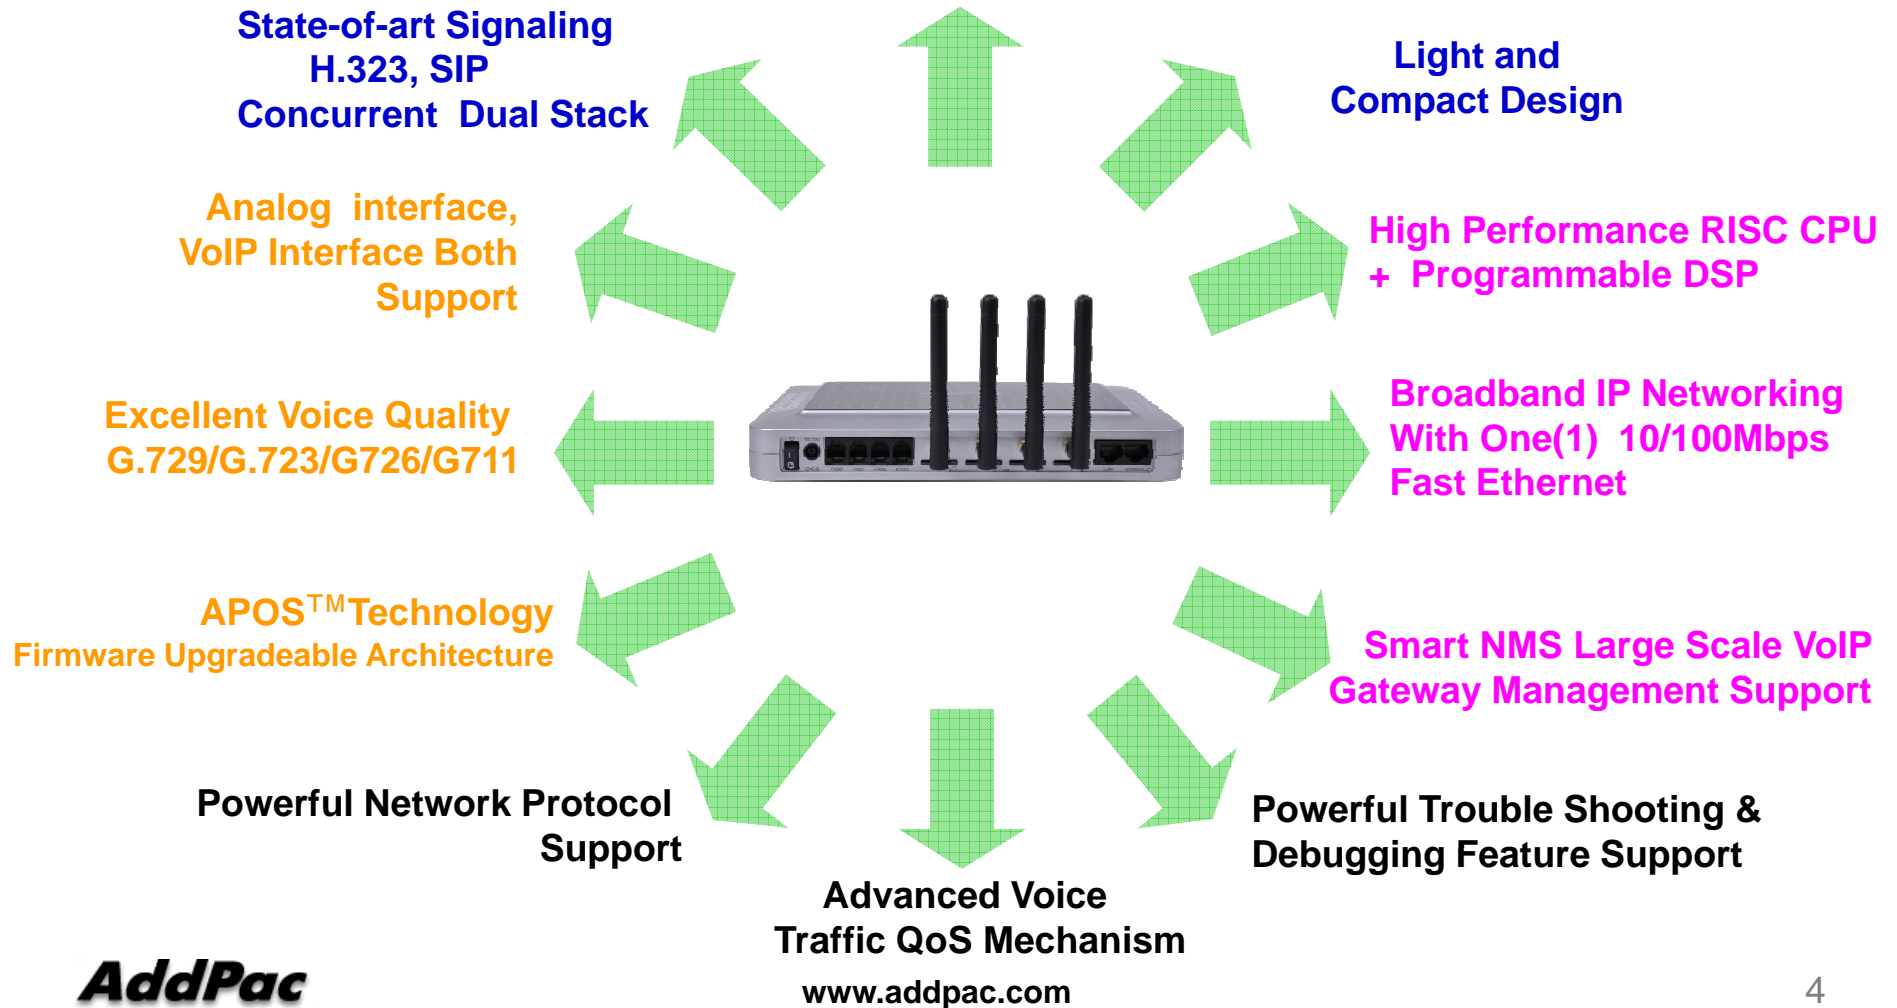 State-of-art Signaling
H.323, SIP
Concurrent Dual Stack
Light and
Compact Design
Analog interface,
VoIP Interface Both
Support
High Performance RISC CPU
+ Programmable DSP
Excellent Voice Quality
G.729/G.723/G726/G711
Broadband IP Networking
With One(1) 10/100Mbps
Fast Ethernet
APOS™Technology
Firmware Upgradeable Architecture
Smart NMS Large Scale VoIP
Gateway Management Support
Powerful Network Protocol
Support
Powerful Trouble Shooting &
Debugging Feature Support
Advanced Voice
Traffic QoS Mechanism
AddPac
www.addpac.com
4